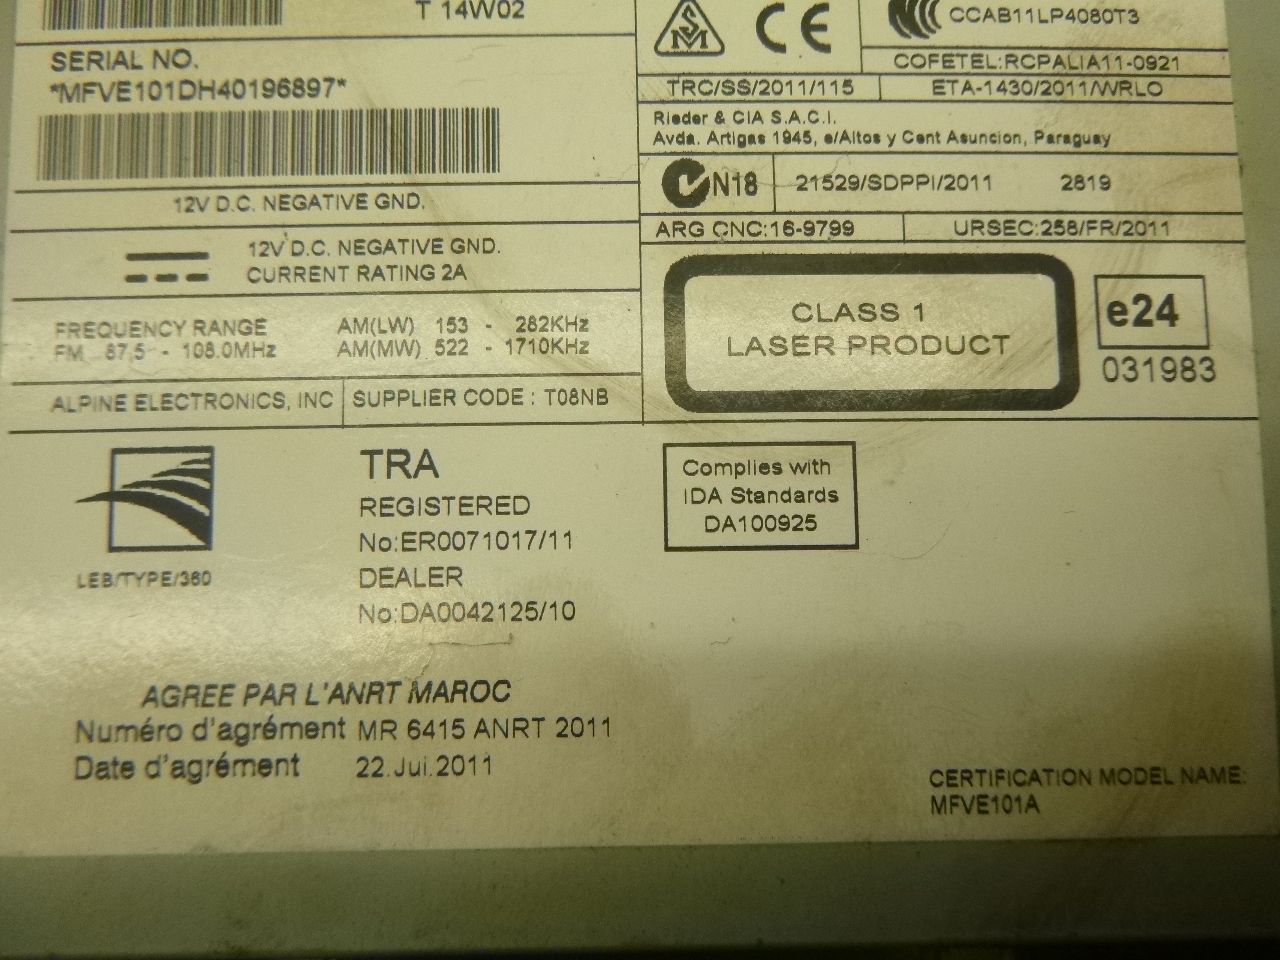 T 14W02
SERIAL NO.
*MFVE101DH40196897*
12V D.C. NEGATIVE GND.
12V D.C. NEGATIVE GND.
CURRENT RATING 2A
FREQUENCY RANGE AM(LW) 153 - 282KHz
FM 87.5 - 108.0MHz AM(MW) 522 - 1710KHz
ALPINE ELECTRONICS, INC SUPPLIER CODE : T08NB
CE
CCAB11LP4080T3
COFETEL:RCPALIA11-0921
TRC/SS/2011/115 ETA-1430/2011/WRLO
Rieder & CIA S.A.C.I.
Avda. Artigas 1945, e/Altos y Cent Asuncion, Paraguay
N18 21529/SDPPI/2011 2819
ARG CNC:16-9799 URSEC:258/FR/2011
CLASS 1
LASER PRODUCT
e24
031983
LEB/TYPE/360
TRA
REGISTERED
No:ER0071017/11
DEALER
No:DA0042125/10
Complies with
IDA Standards
DA100925
AGREE PAR L'ANRT MAROC
Numéro d'agrément MR 6415 ANRT 2011
Date d'agrément 22.Jui.2011
CERTIFICATION MODEL NAME:
MFVE101A